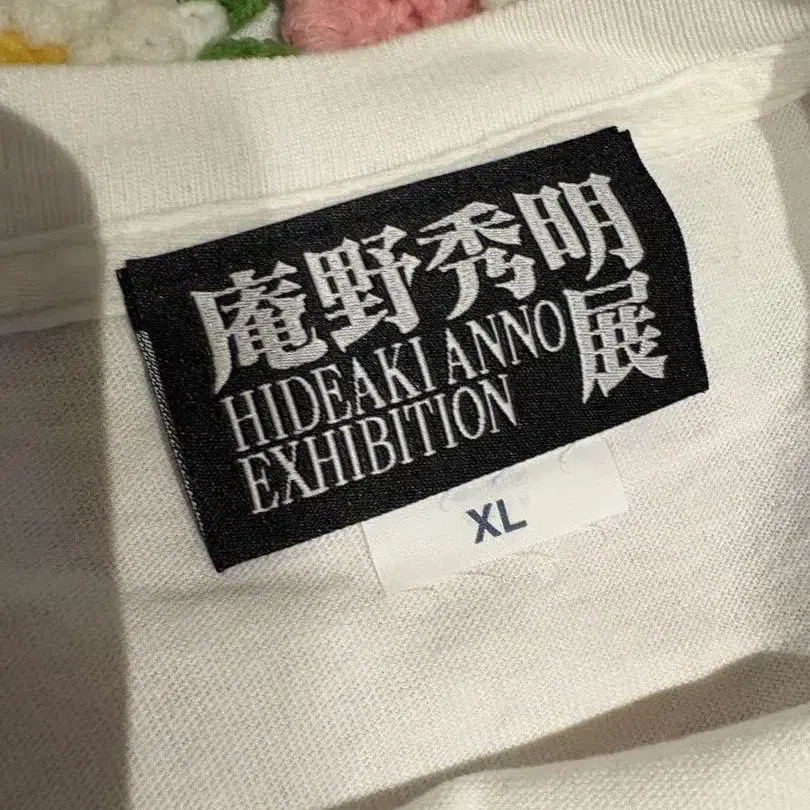 庵野秀明
展
HIDEAKI ANNO
EXHIBITION
XL